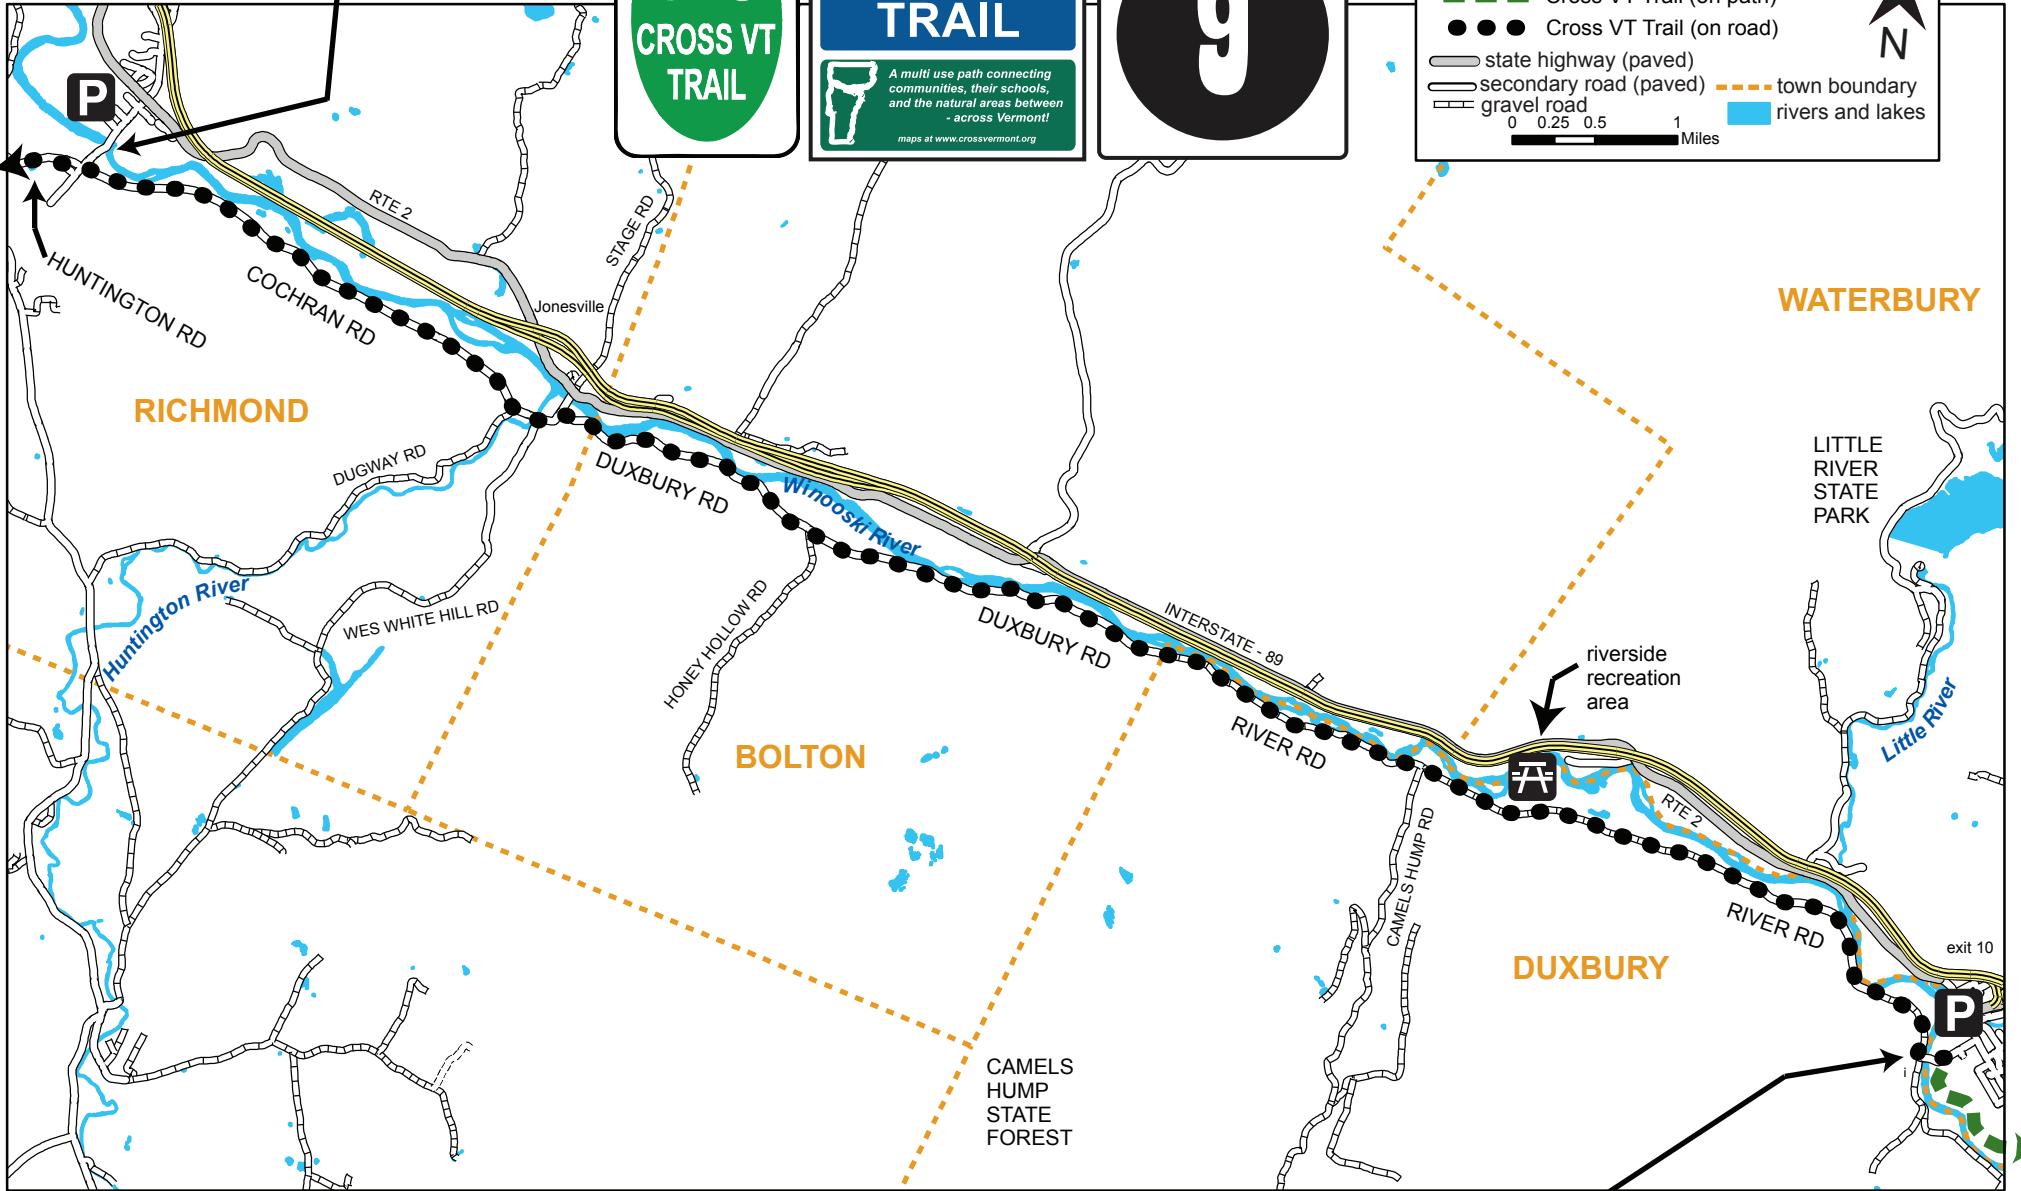 CROSS VT
TRAIL
TRAIL
A multi use path connecting
communities, their schools,
and the natural areas between
- across Vermont!
maps at www.crossvermont.org
9
Cross VT Trail (on path)
Cross VT Trail (on road)
state highway (paved)
secondary road (paved)
gravel road
town boundary
rivers and lakes
0 0.25 0.5 1
Miles
N
P
RTE 2
STAGE RD
HUNTINGTON RD
COCHRAN RD
Jonesville
WATERBURY
RICHMOND
DUGWAY RD
DUXBURY RD
Winooski River
LITTLE
RIVER
STATE
PARK
Huntington River
WES WHITE HILL RD
HONEY HOLLOW RD
DUXBURY RD
INTERSTATE - 89
riverside
recreation
area
Little River
RIVER RD
BOLTON
RTE 2
CAMELS HUMP RD
RIVER RD
exit 10
DUXBURY
P
CAMELS
HUMP
STATE
FOREST
i